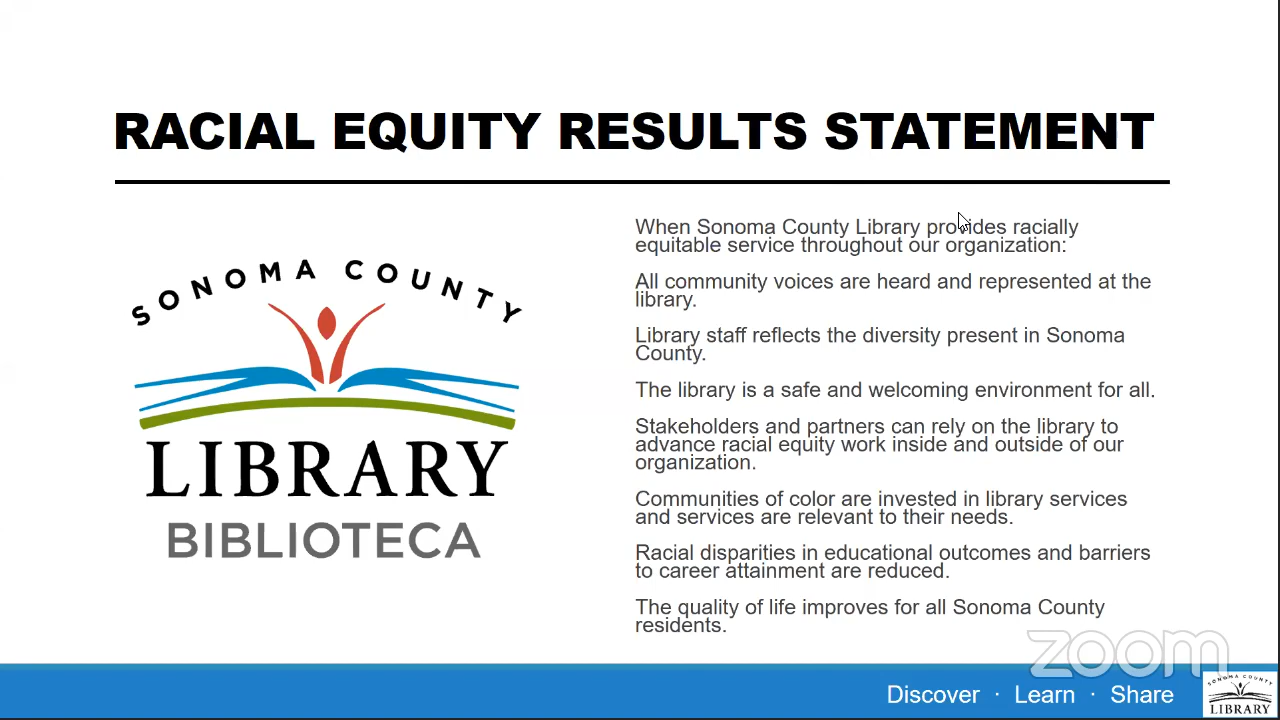 RACIAL EQUITY RESULTS STATEMENT
SONOMA COUNTY
LIBRARY
BIBLIOTECA
When Sonoma County Library provides racially
equitable service throughout our organization:
All community voices are heard and represented at the
library.
Library staff reflects the diversity present in Sonoma
County.
The library is a safe and welcoming environment for all.
Stakeholders and partners can rely on the library to
advance racial equity work inside and outside of our
organization.
Communities of color are invested in library services
and services are relevant to their needs.
Racial disparities in educational outcomes and barriers
to career attainment are reduced.
The quality of life improves for all Sonoma County
residents.
zoom
Discover · Learn · Share
SONOMA COUNTY
LIBRARY